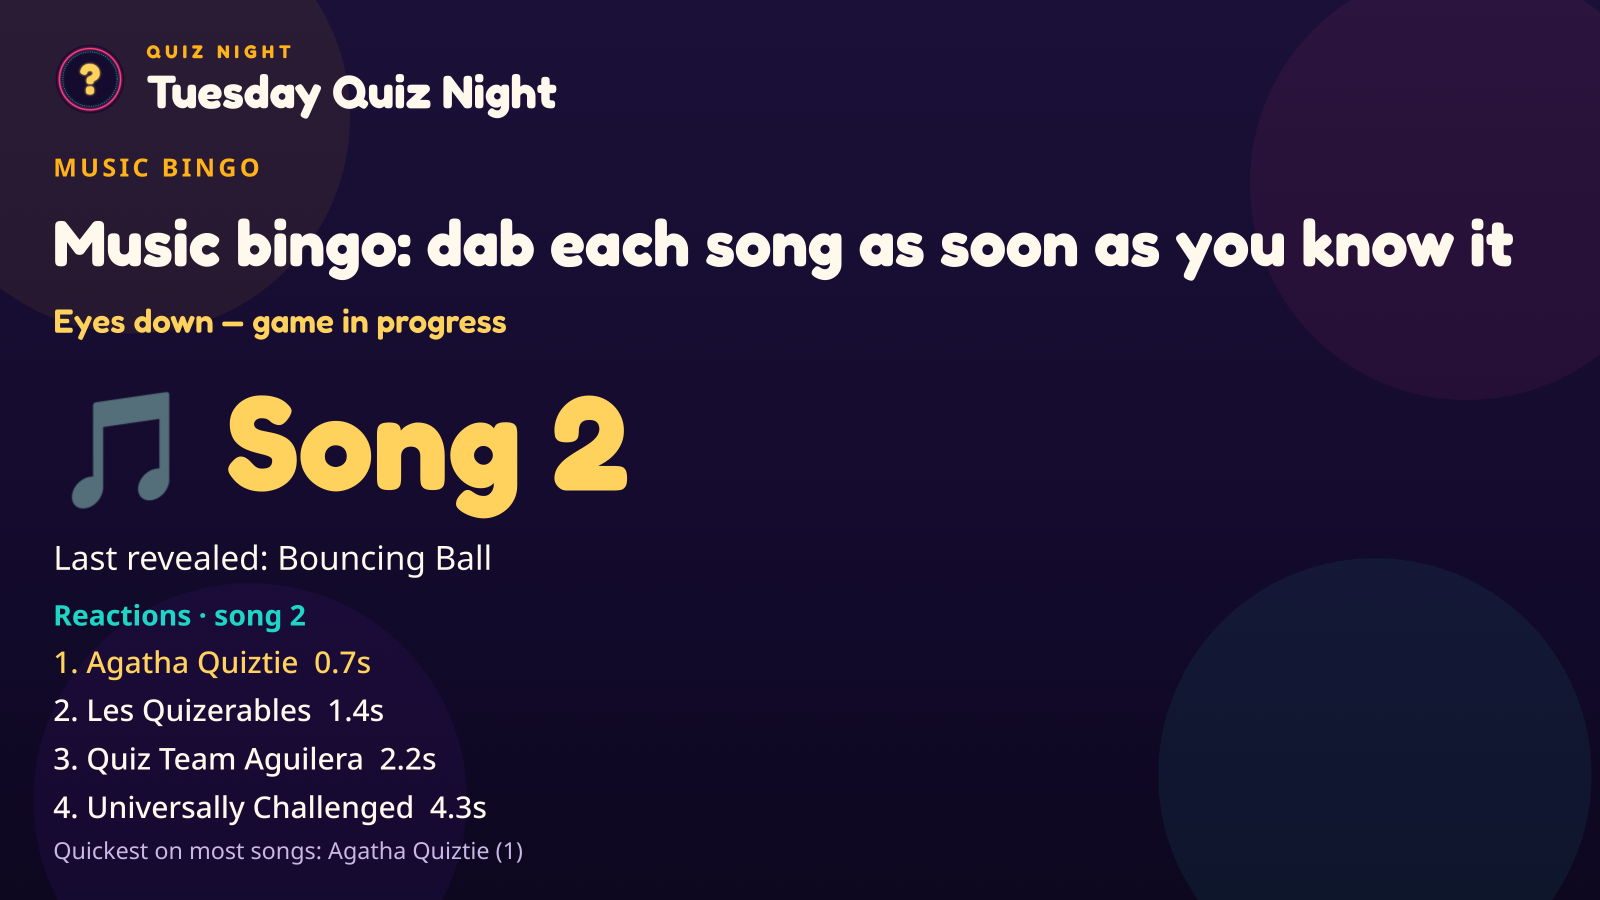 ?
QUIZ NIGHT
Tuesday Quiz Night
MUSIC BINGO
Music bingo: dab each song as soon as you know it
Eyes down — game in progress
🎵 Song 2
Last revealed: Bouncing Ball
Reactions · song 2
1. Agatha Quiztie 0.7s
2. Les Quizerables 1.4s
3. Quiz Team Aguilera 2.2s
4. Universally Challenged 4.3s
Quickest on most songs: Agatha Quiztie (1)